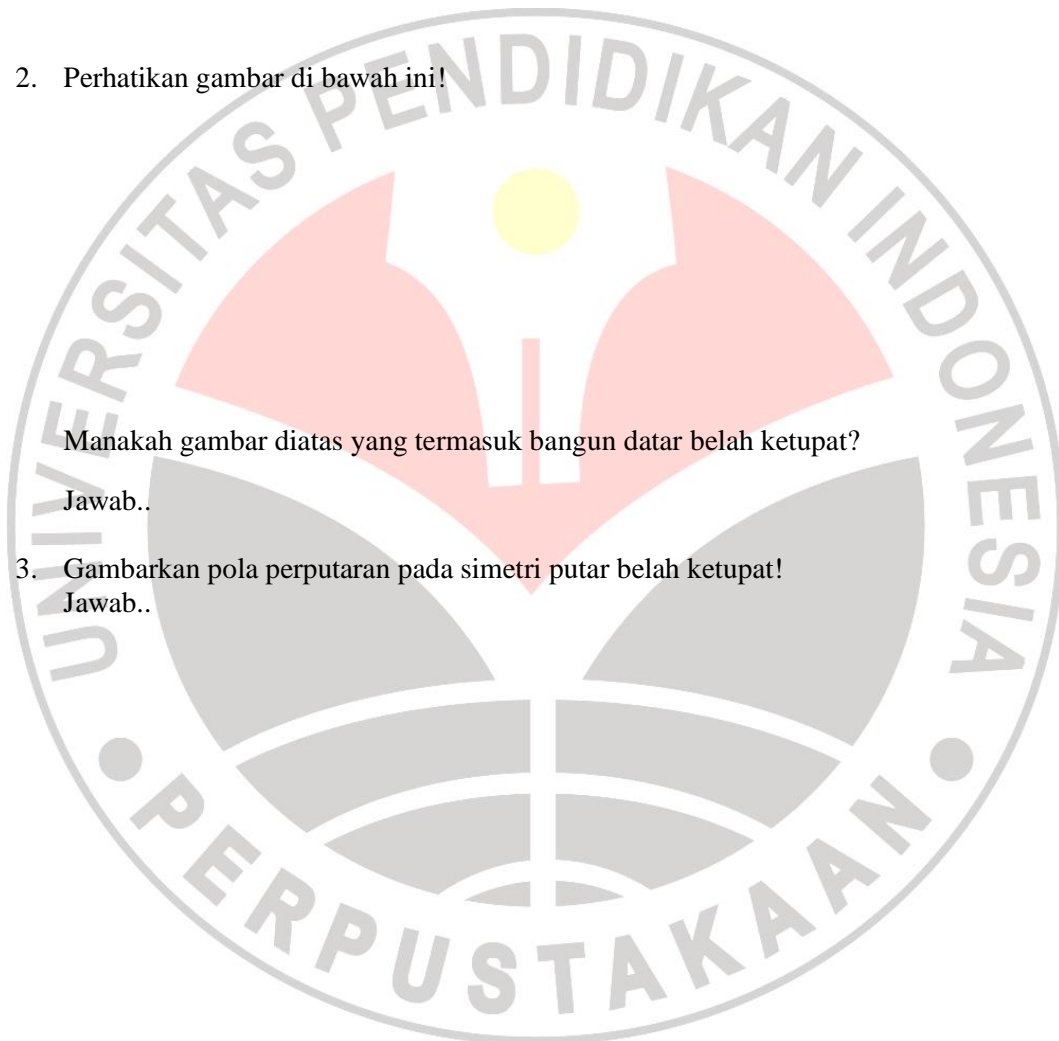 UNIVERSITAS PENDIDIKAN INDONESIA
2. Perhatikan gambar di bawah ini!
Manakah gambar diatas yang termasuk bangun datar belah ketupat?
Jawab..
3. Gambarkan pola perputaran pada simetri putar belah ketupat!
Jawab..
PERPUSTAKAAN